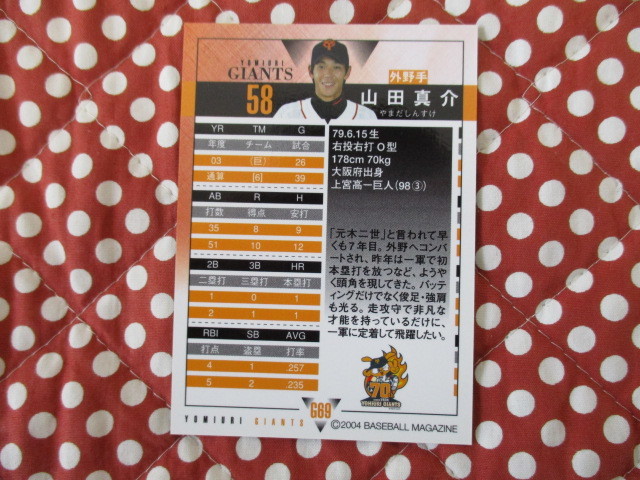 YOMIURI
GIANTS
58
外野手
山田真介
やまだしんすけ
YR TM G
年度 チーム 試合
03 (巨) 26
通算 [6] 39
AB R H
打数 得点 安打
35 8 9
51 10 12
2B 3B HR
二塁打 三塁打 本塁打
1 0 1
2 1 1
RBI SB AVG
打点 盗塁 打率
4 1 .257
5 2 .235
79.6.15生
右投右打 O型
178cm 70kg
大阪府出身
上宮高ー巨人(98③)
「元木二世」と言われて早
くも7年目。外野へコンバ
ートされ、昨年は一軍で初
本塁打を放つなど、ようや
く頭角を現してきた。バッ
ティングだけでなく俊足・強肩
も光る。走攻守で非凡な
才能を持っているだけに、
一軍に定着して飛躍したい。
70
YOMIURI GIANTS
YOMIURI GIANTS
G89
©2004 BASEBALL MAGAZINE